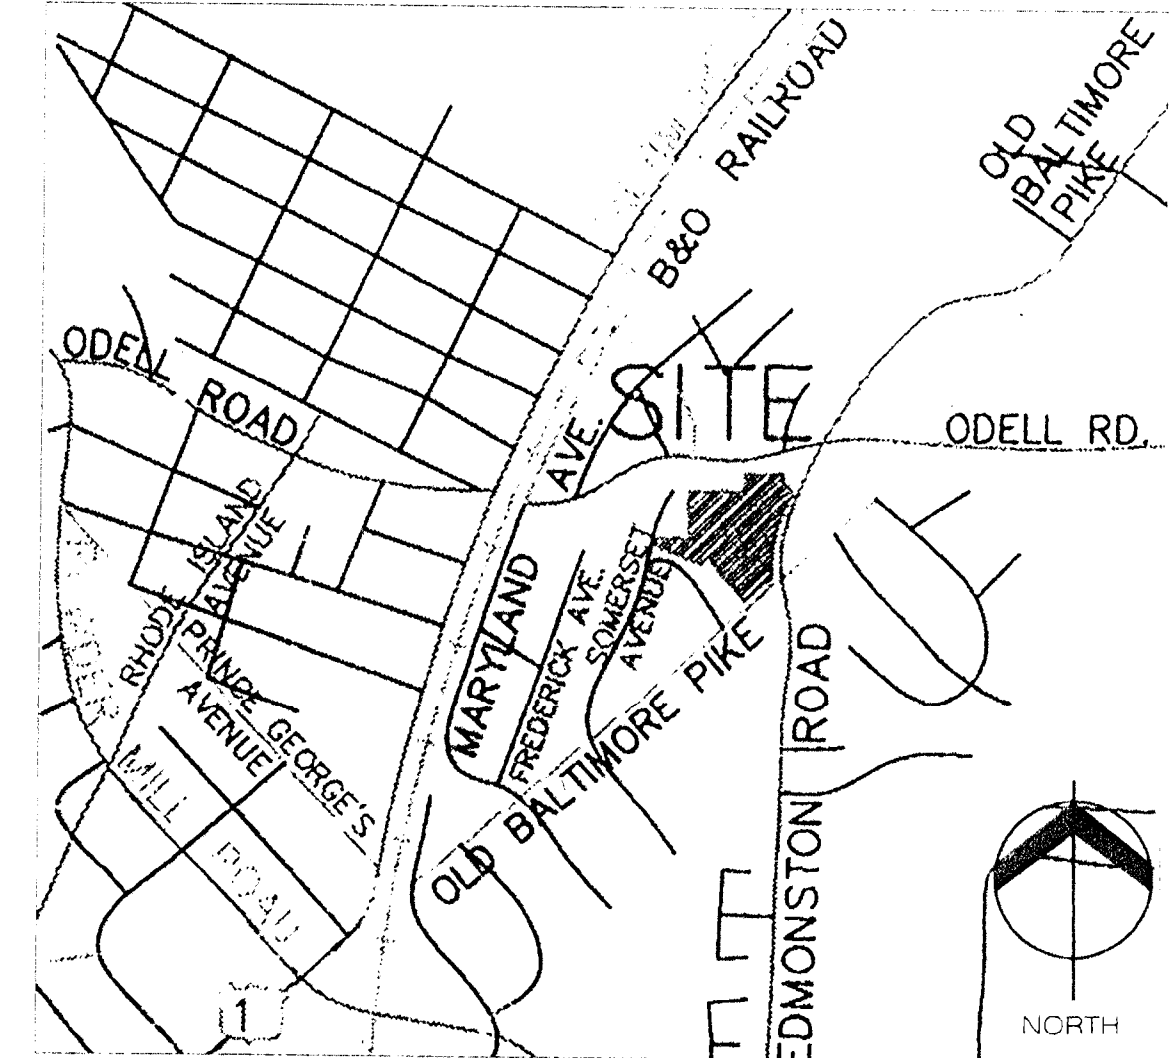 RAILROAD
B&O
OLD
BALTIMORE
PIKE
ODELL
ROAD
SITE
ODELL RD.
AVE.
MARYLAND
RHODE ISLAND
AVENUE
FREDERICK AVE.
SOMERSET
AVENUE
PRINCE GEORGE'S
AVENUE
OLD BALTIMORE PIKE
EDMONSTON ROAD
MILL ROAD
1
NORTH